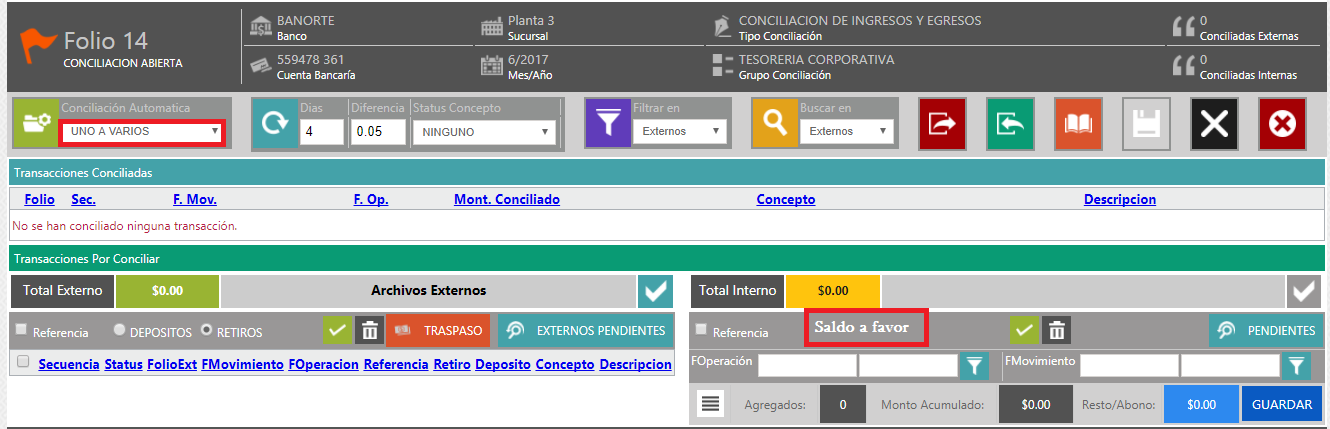 Folio 14
CONCILIACION ABIERTA
BANORTE
Banco
559478 361
Cuenta Bancaría
Planta 3
Sucursal
6/2017
Mes/Año
CONCILIACION DE INGRESOS Y EGRESOS
Tipo Conciliación
TESORERIA CORPORATIVA
Grupo Conciliación
0
Conciliadas Externas
0
Conciliadas Internas
Conciliación Automatica
UNO A VARIOS
Dias
4
Diferencia
0.05
Status Concepto
NINGUNO
Filtrar en
Externos
Buscar en
Externos
Transacciones Conciliadas
Folio Sec. F. Mov. F. Op. Mont. Conciliado Concepto Descripcion
No se han conciliado ninguna transacción.
Transacciones Por Conciliar
Total Externo $0.00 Archivos Externos
Referencia DEPOSITOS RETIROS TRASPASO EXTERNOS PENDIENTES
Secuencia Status FolioExt FMovimiento FOperacion Referencia Retiro Deposito Concepto Descripcion
Total Interno $0.00
Referencia Saldo a favor PENDIENTES
FOperación FMovimiento
Agregados: 0 Monto Acumulado: $0.00 Resto/Abono: $0.00 GUARDAR